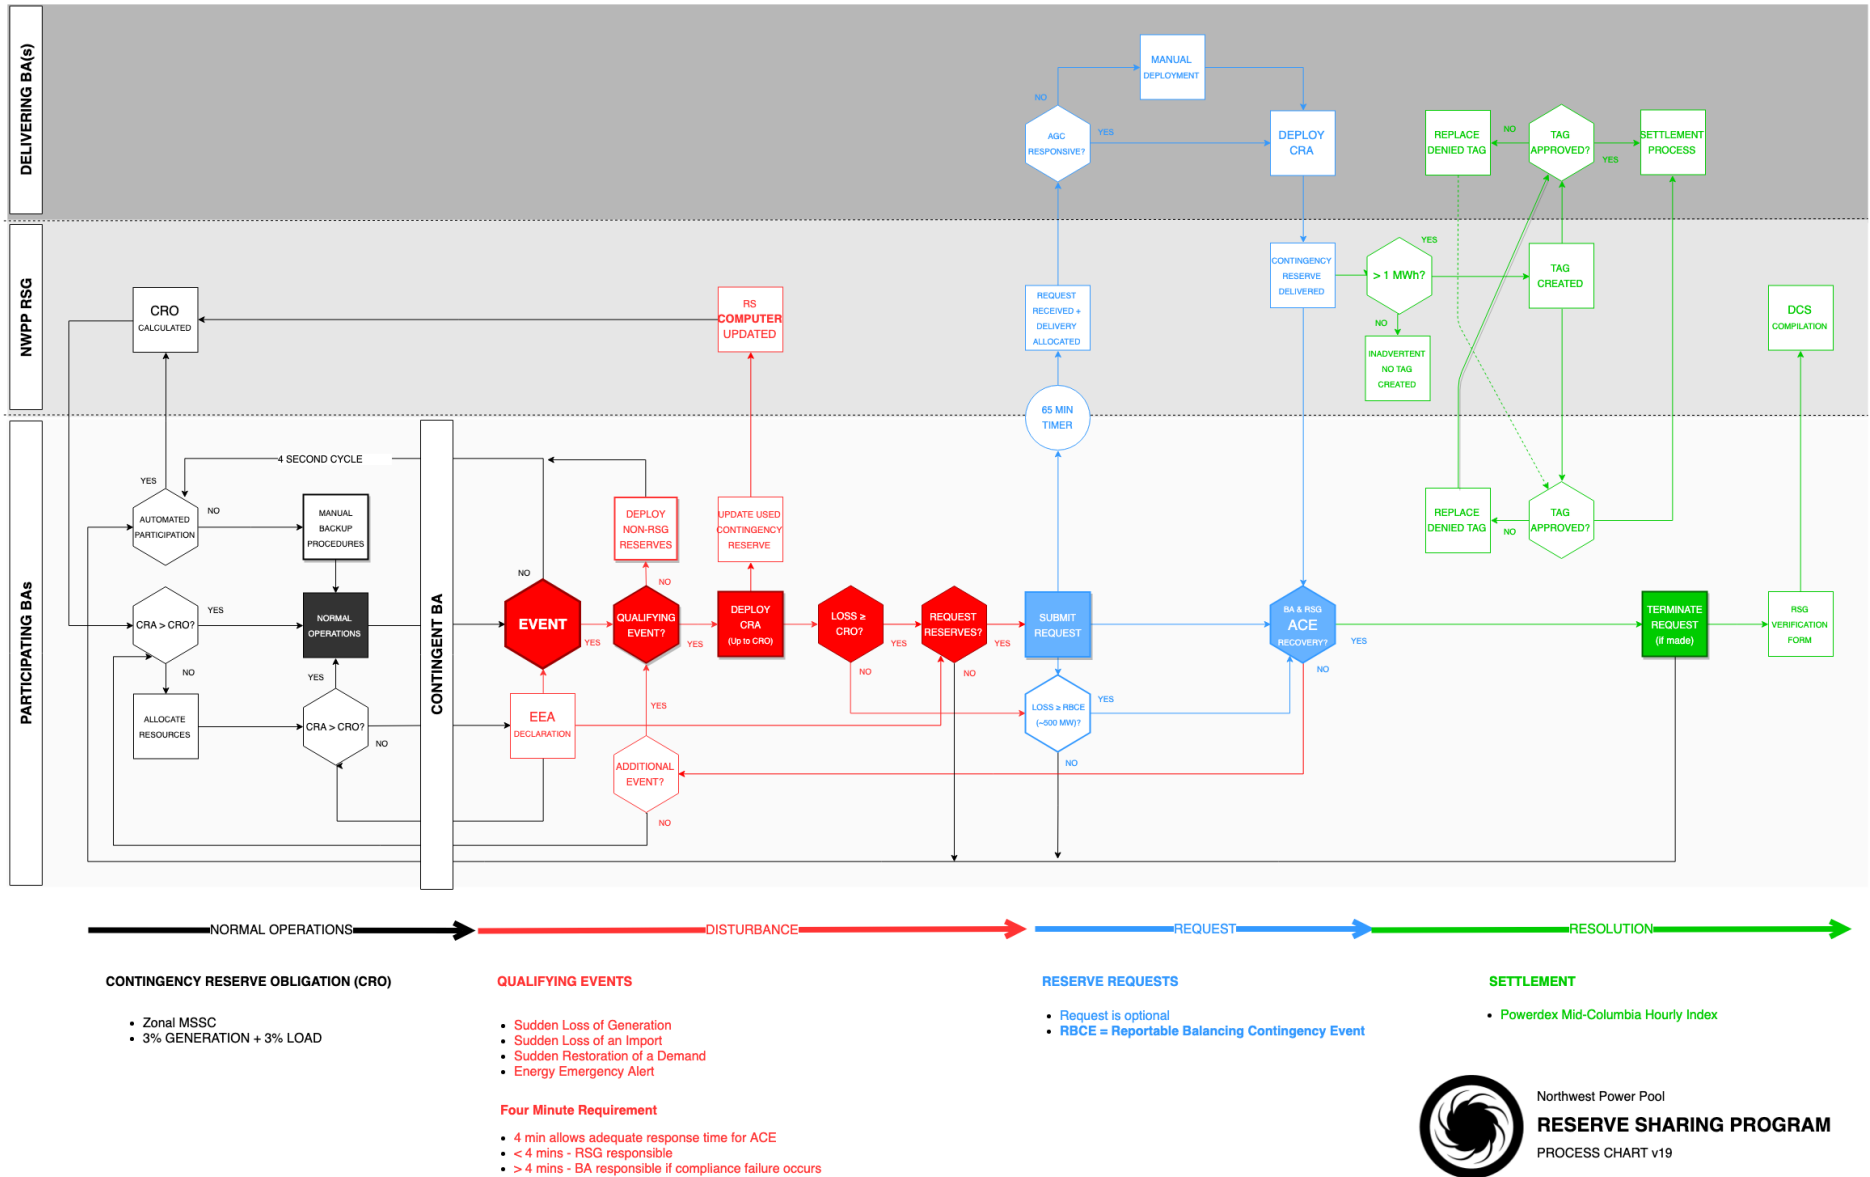 DELIVERING BA(s)
MANUAL
DEPLOYMENT
NO
AGC
RESPONSIVE?
YES
DEPLOY
CRA
REPLACE
DENIED TAG
NO
TAG
APPROVED?
YES
SETTLEMENT
PROCESS
NWPP RSG
CRO
CALCULATED
RS
COMPUTER
UPDATED
REQUEST
RECEIVED +
DELIVERY
ALLOCATED
CONTINGENCY
RESERVE
DELIVERED
> 1 MWh?
YES
NO
INADVERTENT
NO TAG
CREATED
TAG
CREATED
DCS
COMPILATION
65 MIN
TIMER
PARTICIPATING BAs
4 SECOND CYCLE
YES
AUTOMATED
PARTICIPATION
NO
MANUAL
BACKUP
PROCEDURES
CRA > CRO?
YES
NO
NORMAL
OPERATIONS
YES
ALLOCATE
RESOURCES
CRA > CRO?
NO
CONTINGENT BA
NO
EVENT
YES
EEA
DECLARATION
DEPLOY
NON-RSG
RESERVES
NO
QUALIFYING
EVENT?
YES
YES
ADDITIONAL
EVENT?
NO
UPDATE USED
CONTINGENCY
RESERVE
DEPLOY
CRA
(Up to CRO)
LOSS ≥
CRO?
YES
NO
REQUEST
RESERVES?
YES
NO
SUBMIT
REQUEST
LOSS ≥ RBCE
(~500 MW)?
YES
NO
BA & RSG
ACE
RECOVERY?
YES
NO
REPLACE
DENIED TAG
NO
TAG
APPROVED?
TERMINATE
REQUEST
(if made)
RSG
VERIFICATION
FORM
NORMAL OPERATIONS
DISTURBANCE
REQUEST
RESOLUTION
CONTINGENCY RESERVE OBLIGATION (CRO)
• Zonal MSSC
• 3% GENERATION + 3% LOAD
QUALIFYING EVENTS
• Sudden Loss of Generation
• Sudden Loss of an Import
• Sudden Restoration of a Demand
• Energy Emergency Alert
Four Minute Requirement
• 4 min allows adequate response time for ACE
• < 4 mins - RSG responsible
• > 4 mins - BA responsible if compliance failure occurs
RESERVE REQUESTS
• Request is optional
• RBCE = Reportable Balancing Contingency Event
SETTLEMENT
• Powerdex Mid-Columbia Hourly Index
Northwest Power Pool
RESERVE SHARING PROGRAM
PROCESS CHART v19